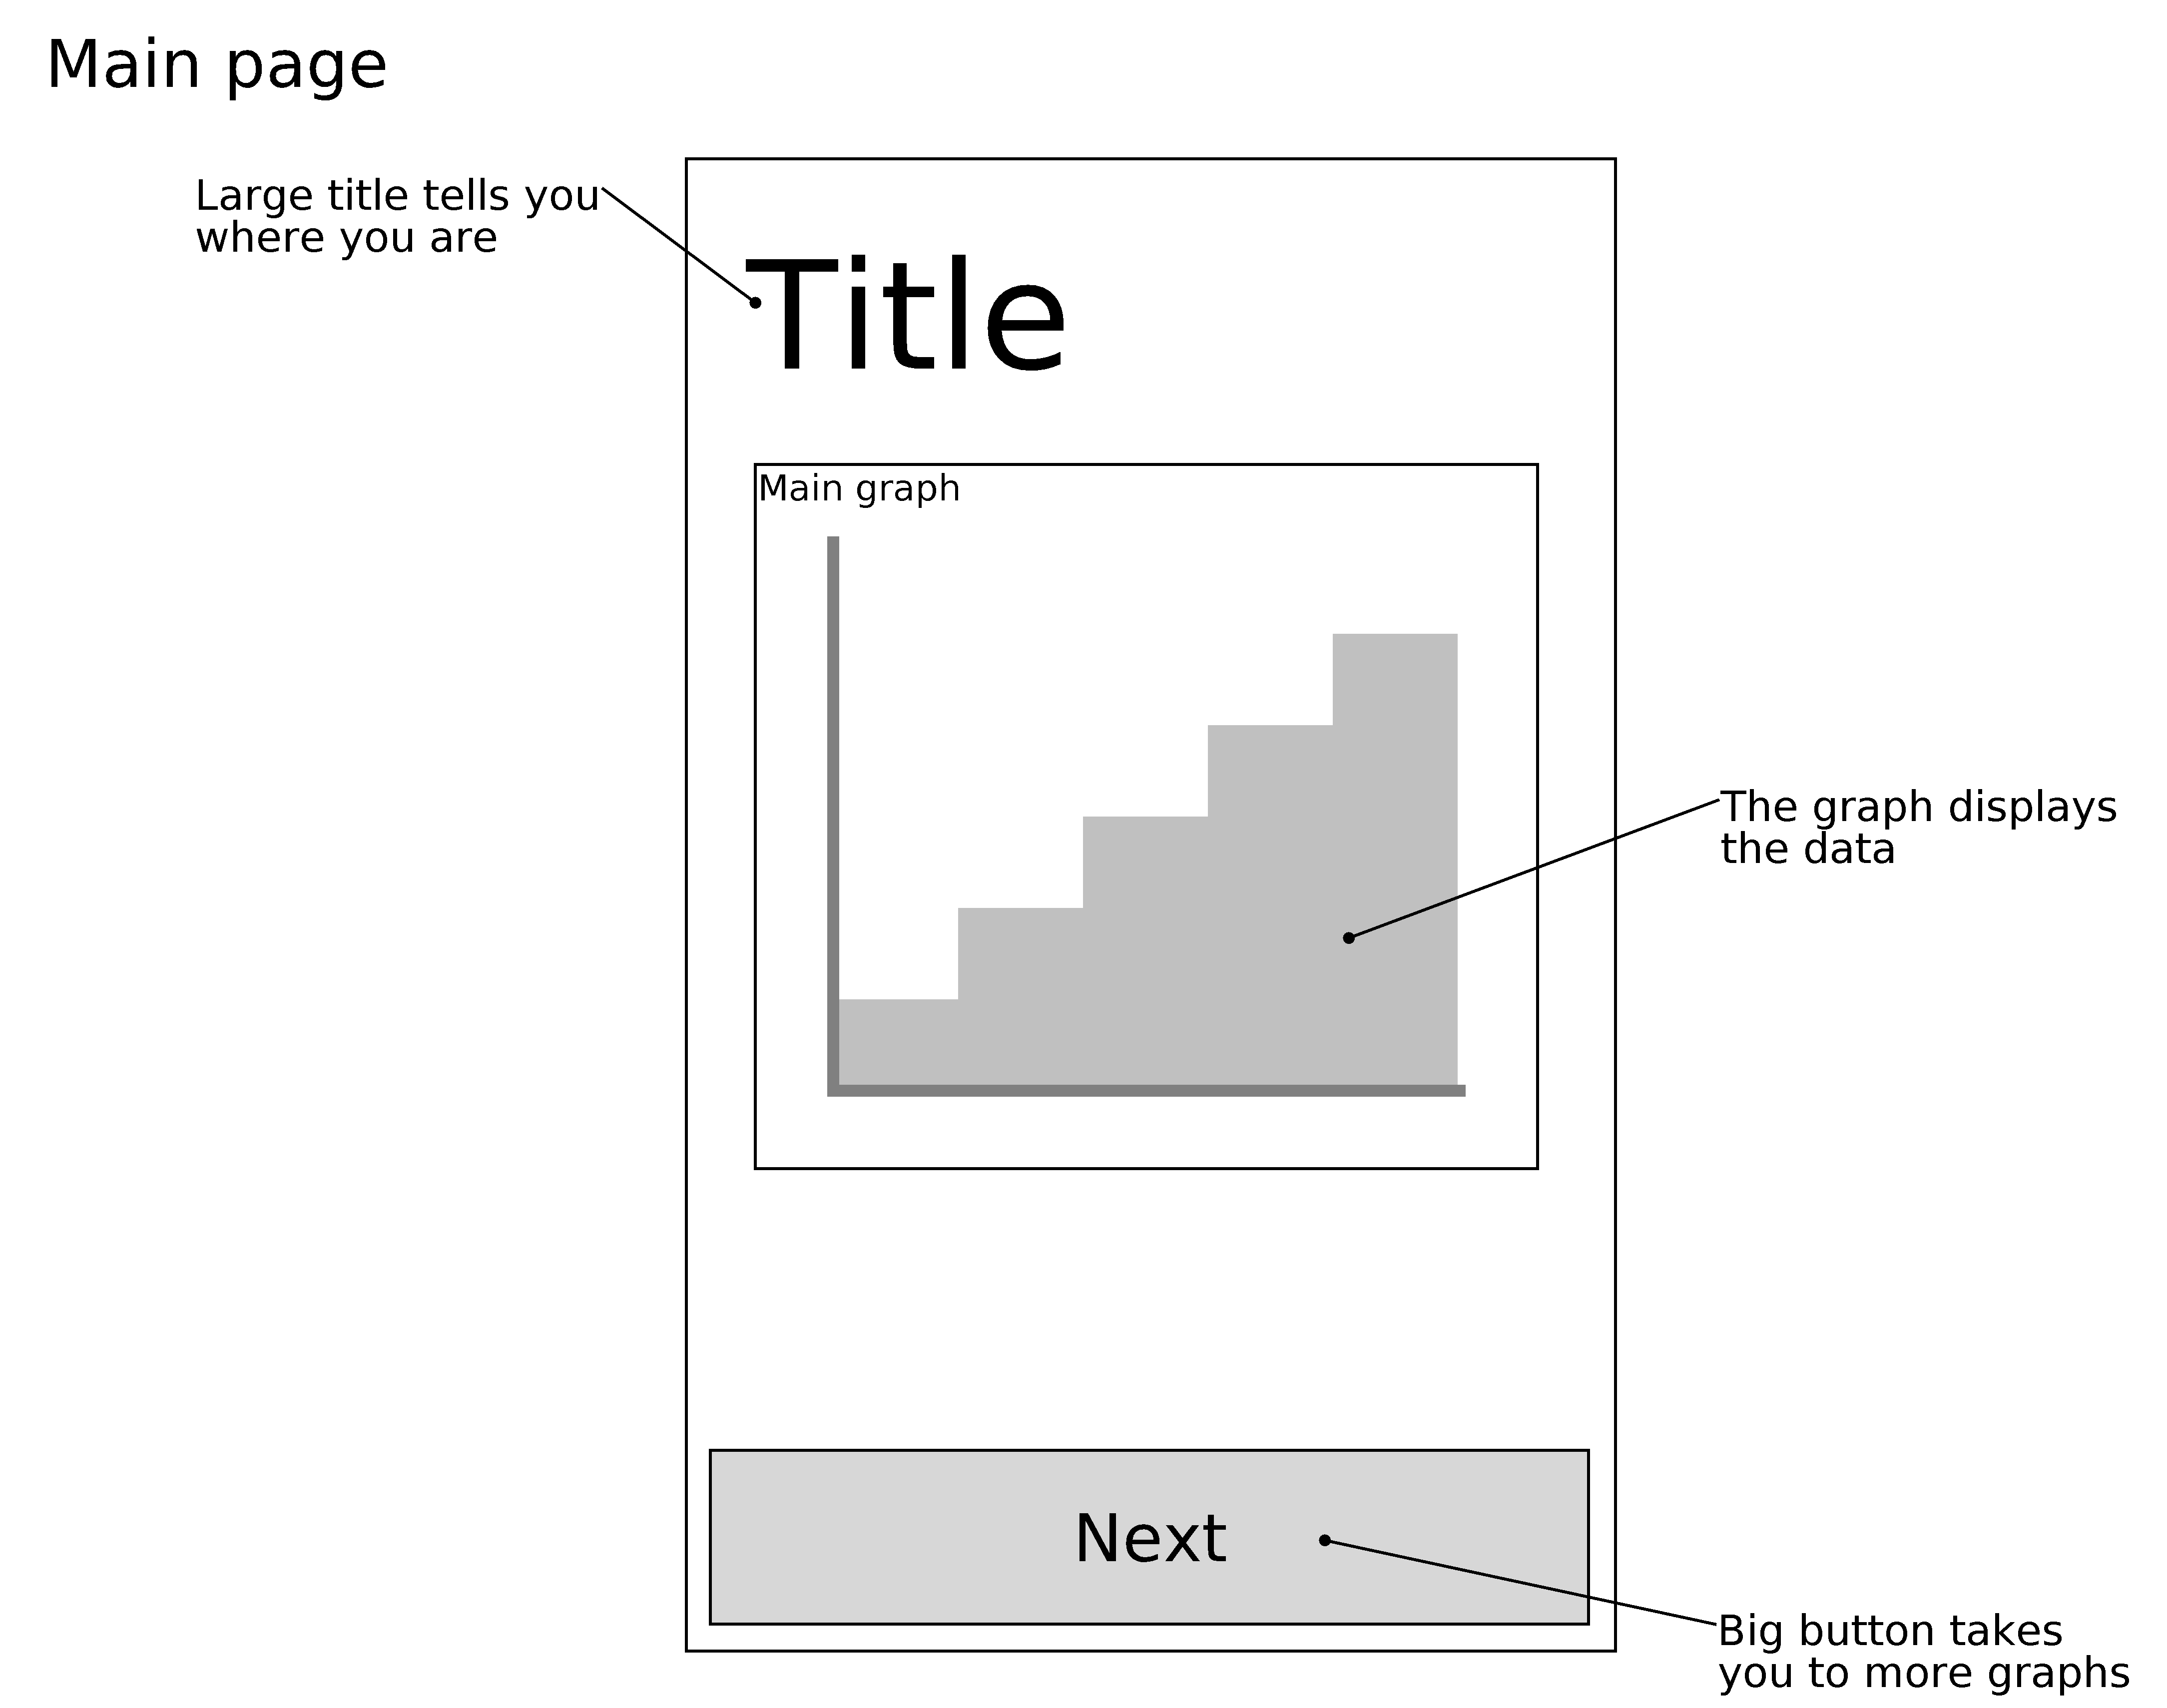 Main page
Large title tells you
where you are
Title
Main graph
The graph displays
the data
Next
Big button takes
you to more graphs